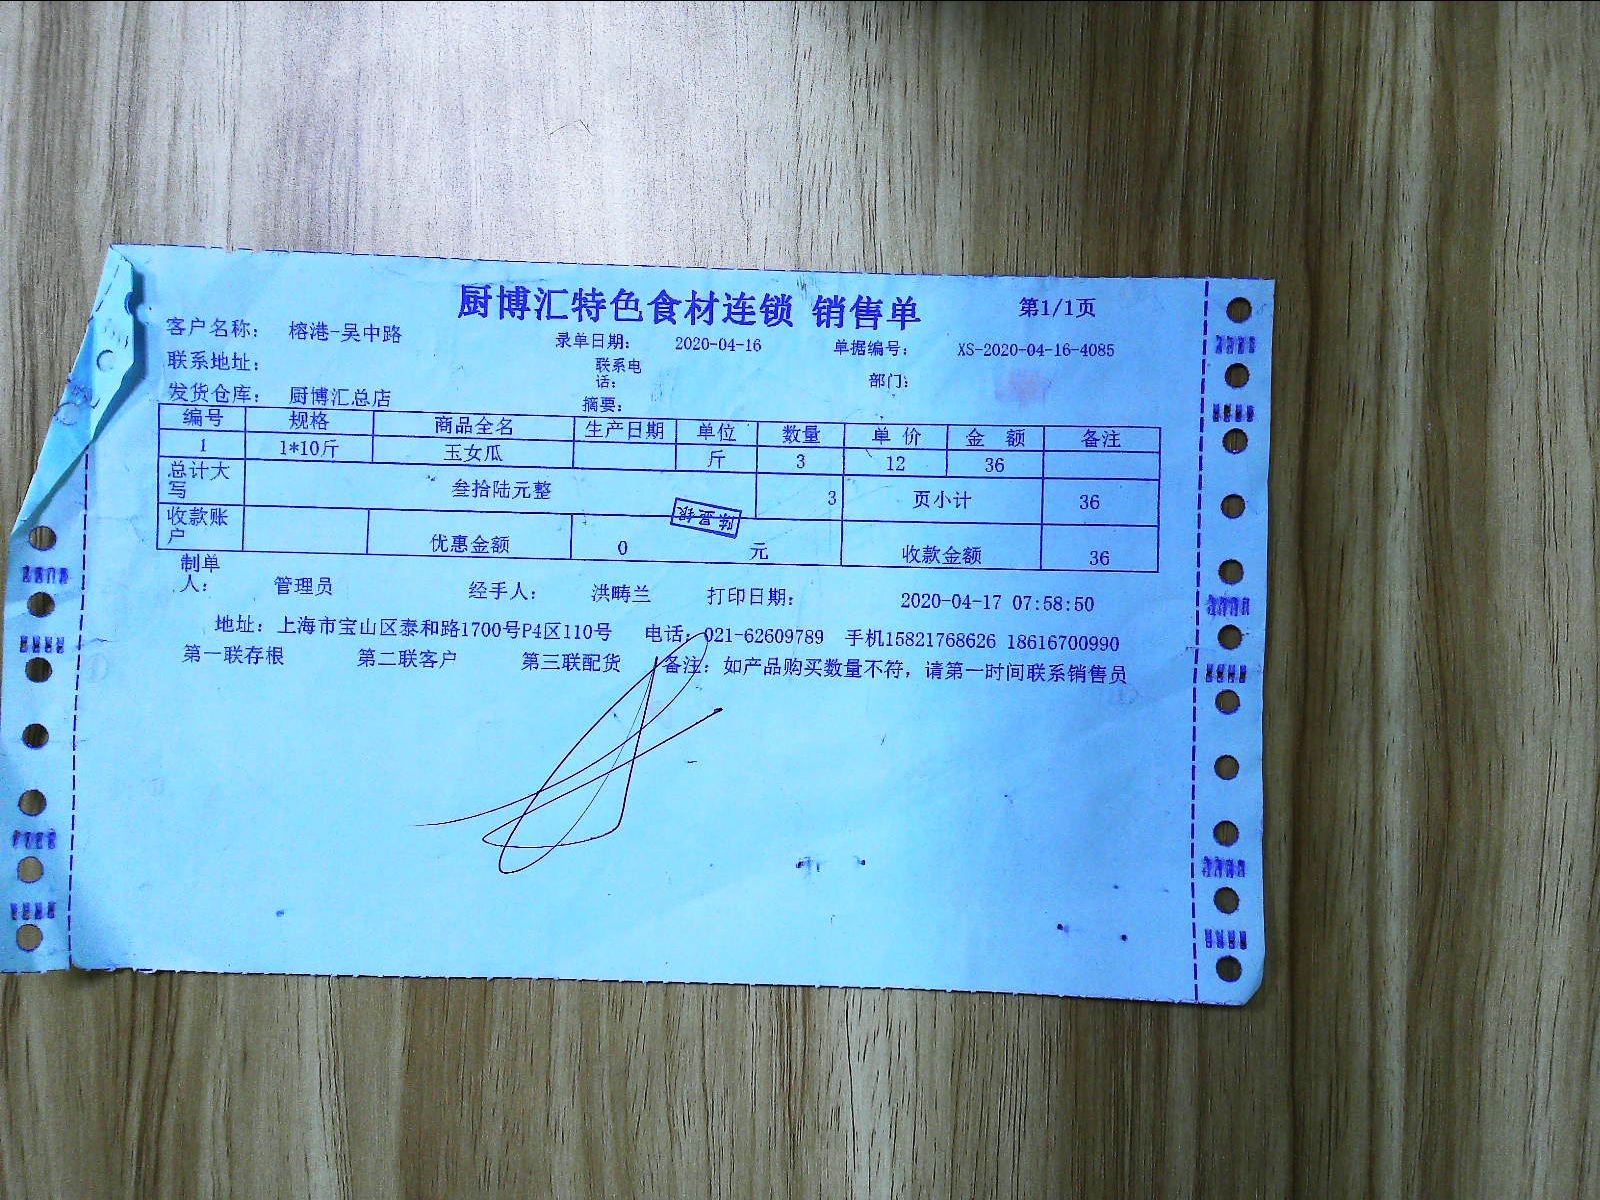 厨博汇特色食材连锁 销售单 第1/1页
客户名称： 榕港-吴中路 录单日期： 2020-04-16 单据编号： XS-2020-04-16-4085
联系地址： 联系电话： 部门：
发货仓库： 厨博汇总店 摘要：
编号 规格 商品全名 生产日期 单位 数量 单价 金额 备注
1 1*10斤 玉女瓜 斤 3 12 36
总计大写 叁拾陆元整 3 页小计 36
收款账户 优惠金额 0 元 收款金额 36
制单人： 管理员 经手人： 洪畴兰 打印日期： 2020-04-17 07:58:50
地址：上海市宝山区泰和路1700号P4区110号 电话：021-62609789 手机15821768626 18616700990
第一联存根 第二联客户 第三联配货 备注：如产品购买数量不符，请第一时间联系销售员